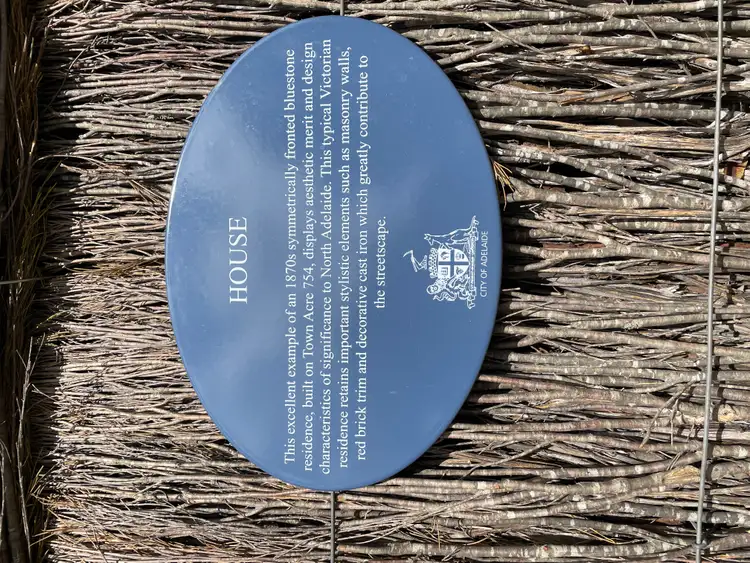 HOUSE
This excellent example of an 1870s symmetrically fronted bluestone
residence, built on Town Acre 754, displays aesthetic merit and design
characteristics of significance to North Adelaide. This typical Victorian
residence retains important stylistic elements such as masonry walls,
red brick trim and decorative cast iron which greatly contribute to
the streetscape.
CITY OF ADELAIDE